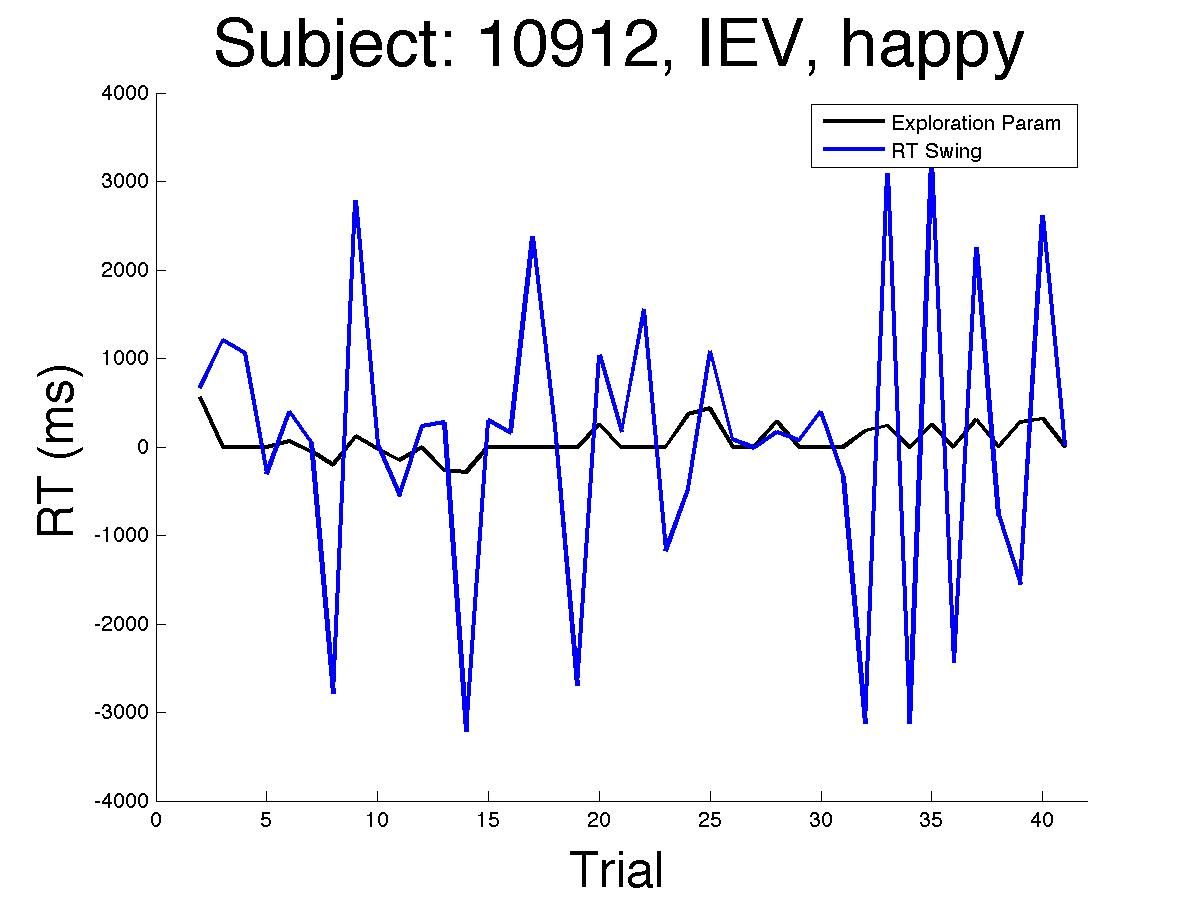 Subject: 10912, IEV, happy
Exploration Param
RT Swing
4000
3000
2000
1000
0
-1000
-2000
-3000
-4000
RT (ms)
0 5 10 15 20 25 30 35 40
Trial